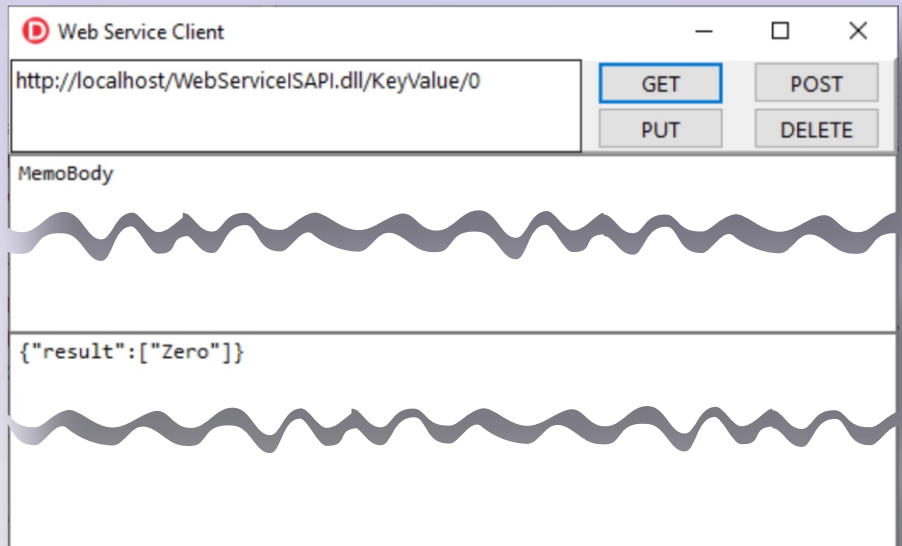 Web Service Client
http://localhost/WebServiceISAPI.dll/KeyValue/0
GET
POST
PUT
DELETE
MemoBody
{"result":["Zero"]}